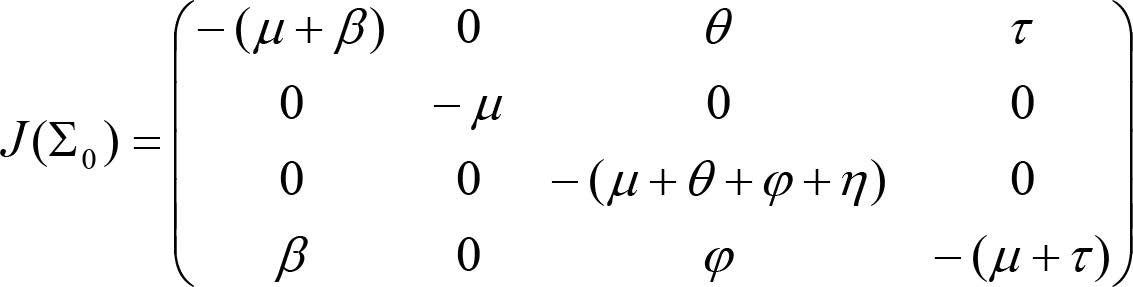 −(μ + β) 0 θ τ
0 −μ 0 0
J(Σ₀) =
0 0 −(μ + θ + φ + η) 0
β 0 φ −(μ + τ)